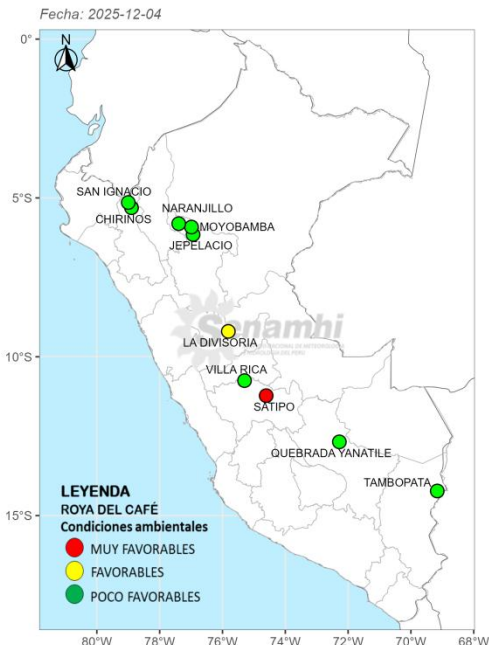 Fecha: 2025-12-04
N
0°
SAN IGNACIO
NARANJILLO
5°S
MOYOBAMBA
CHIRINOS
JEPELACIO
Senamhi
LA DIVISORIA
10°S
VILLA RICA
SATIPO
QUEBRADA YANATILE
TAMBOPATA
LEYENDA
ROYA DEL CAFÉ
15°S
Condiciones ambientales
MUY FAVORABLES
FAVORABLES
POCO FAVORABLES
80°W 78°W 76°W 74°W 72°W 70°W 68°W